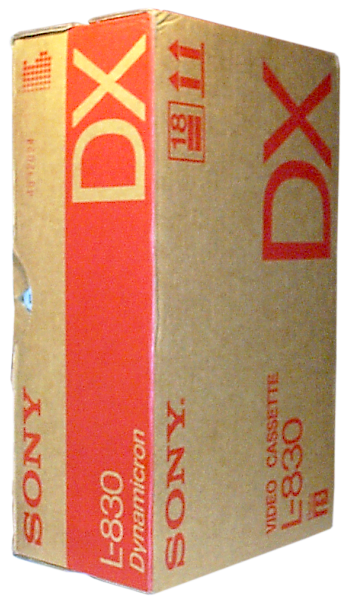 SONY
DX
L-830
Dynamicron
18
DX
SONY.
VIDEO CASSETTE
L-830